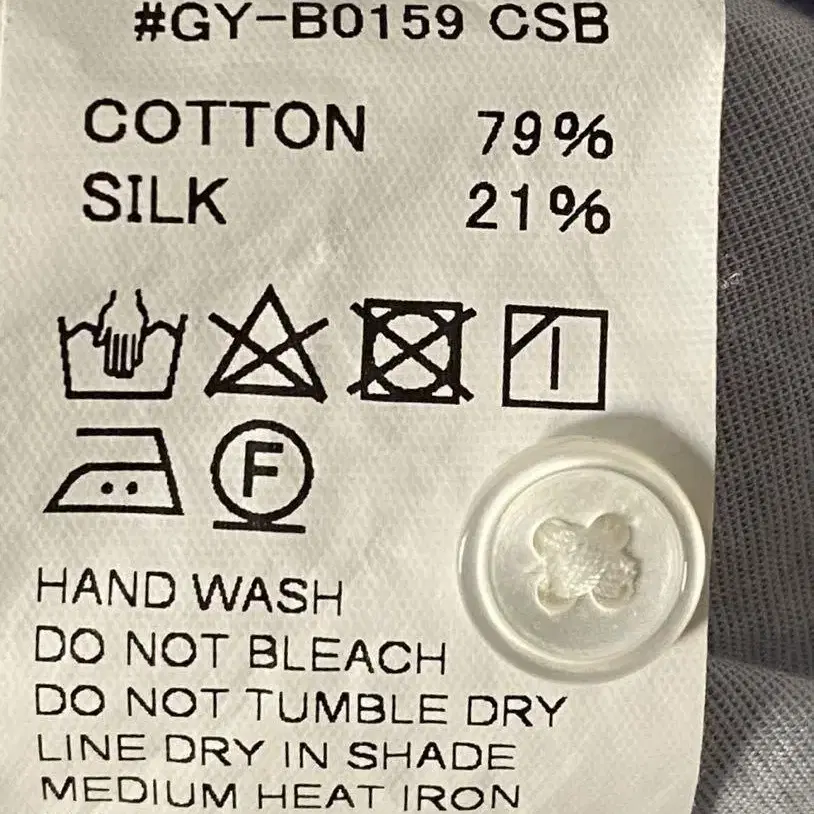 #GY-B0159 CSB
COTTON 79%
SILK 21%
F
HAND WASH
DO NOT BLEACH
DO NOT TUMBLE DRY
LINE DRY IN SHADE
MEDIUM HEAT IRON